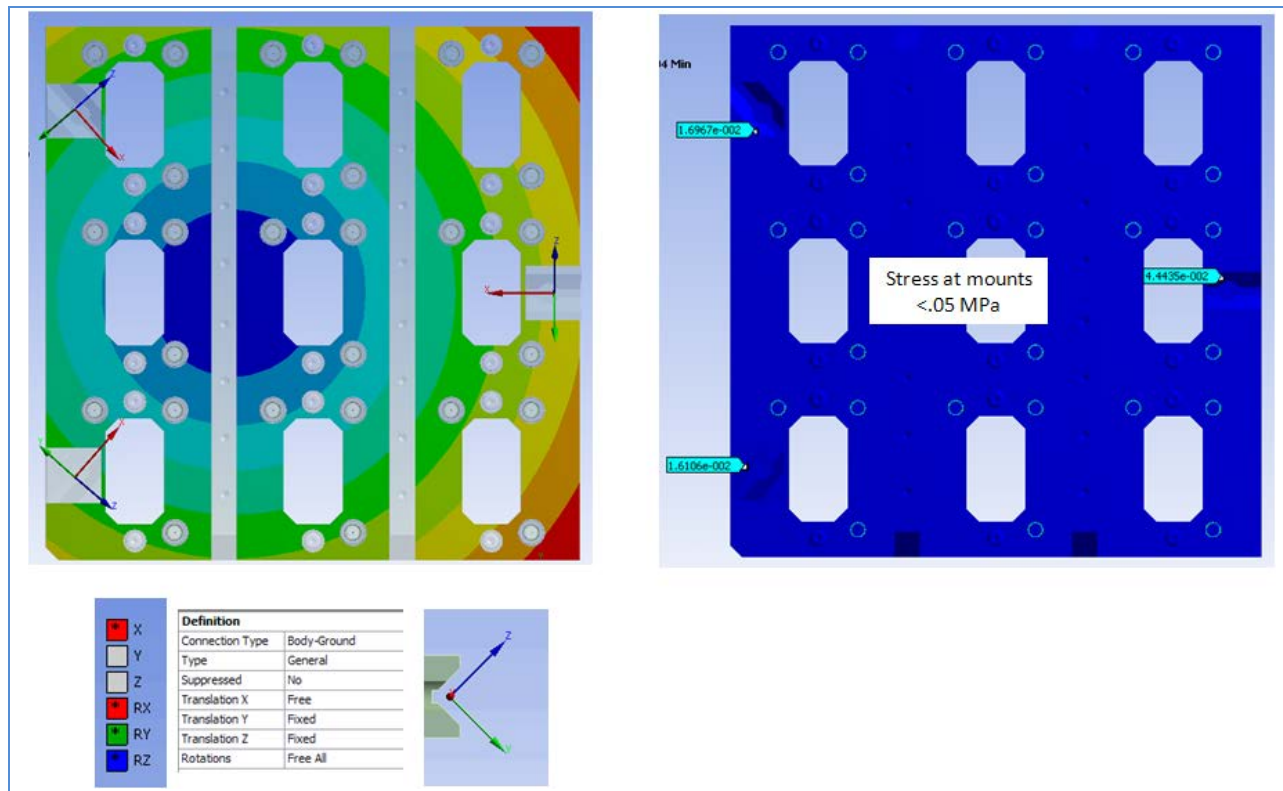 Z
X
Z
X
Y
X
Z
Y
Z
Y
04 Min
1.6967e-002
4.4435e-002
1.6106e-002
Stress at mounts
<.05 MPa
X
Y
Z
RX
RY
RZ
Definition
Connection Type Body-Ground
Type General
Suppressed No
Translation X Free
Translation Y Fixed
Translation Z Fixed
Rotations Free All
Z
Y